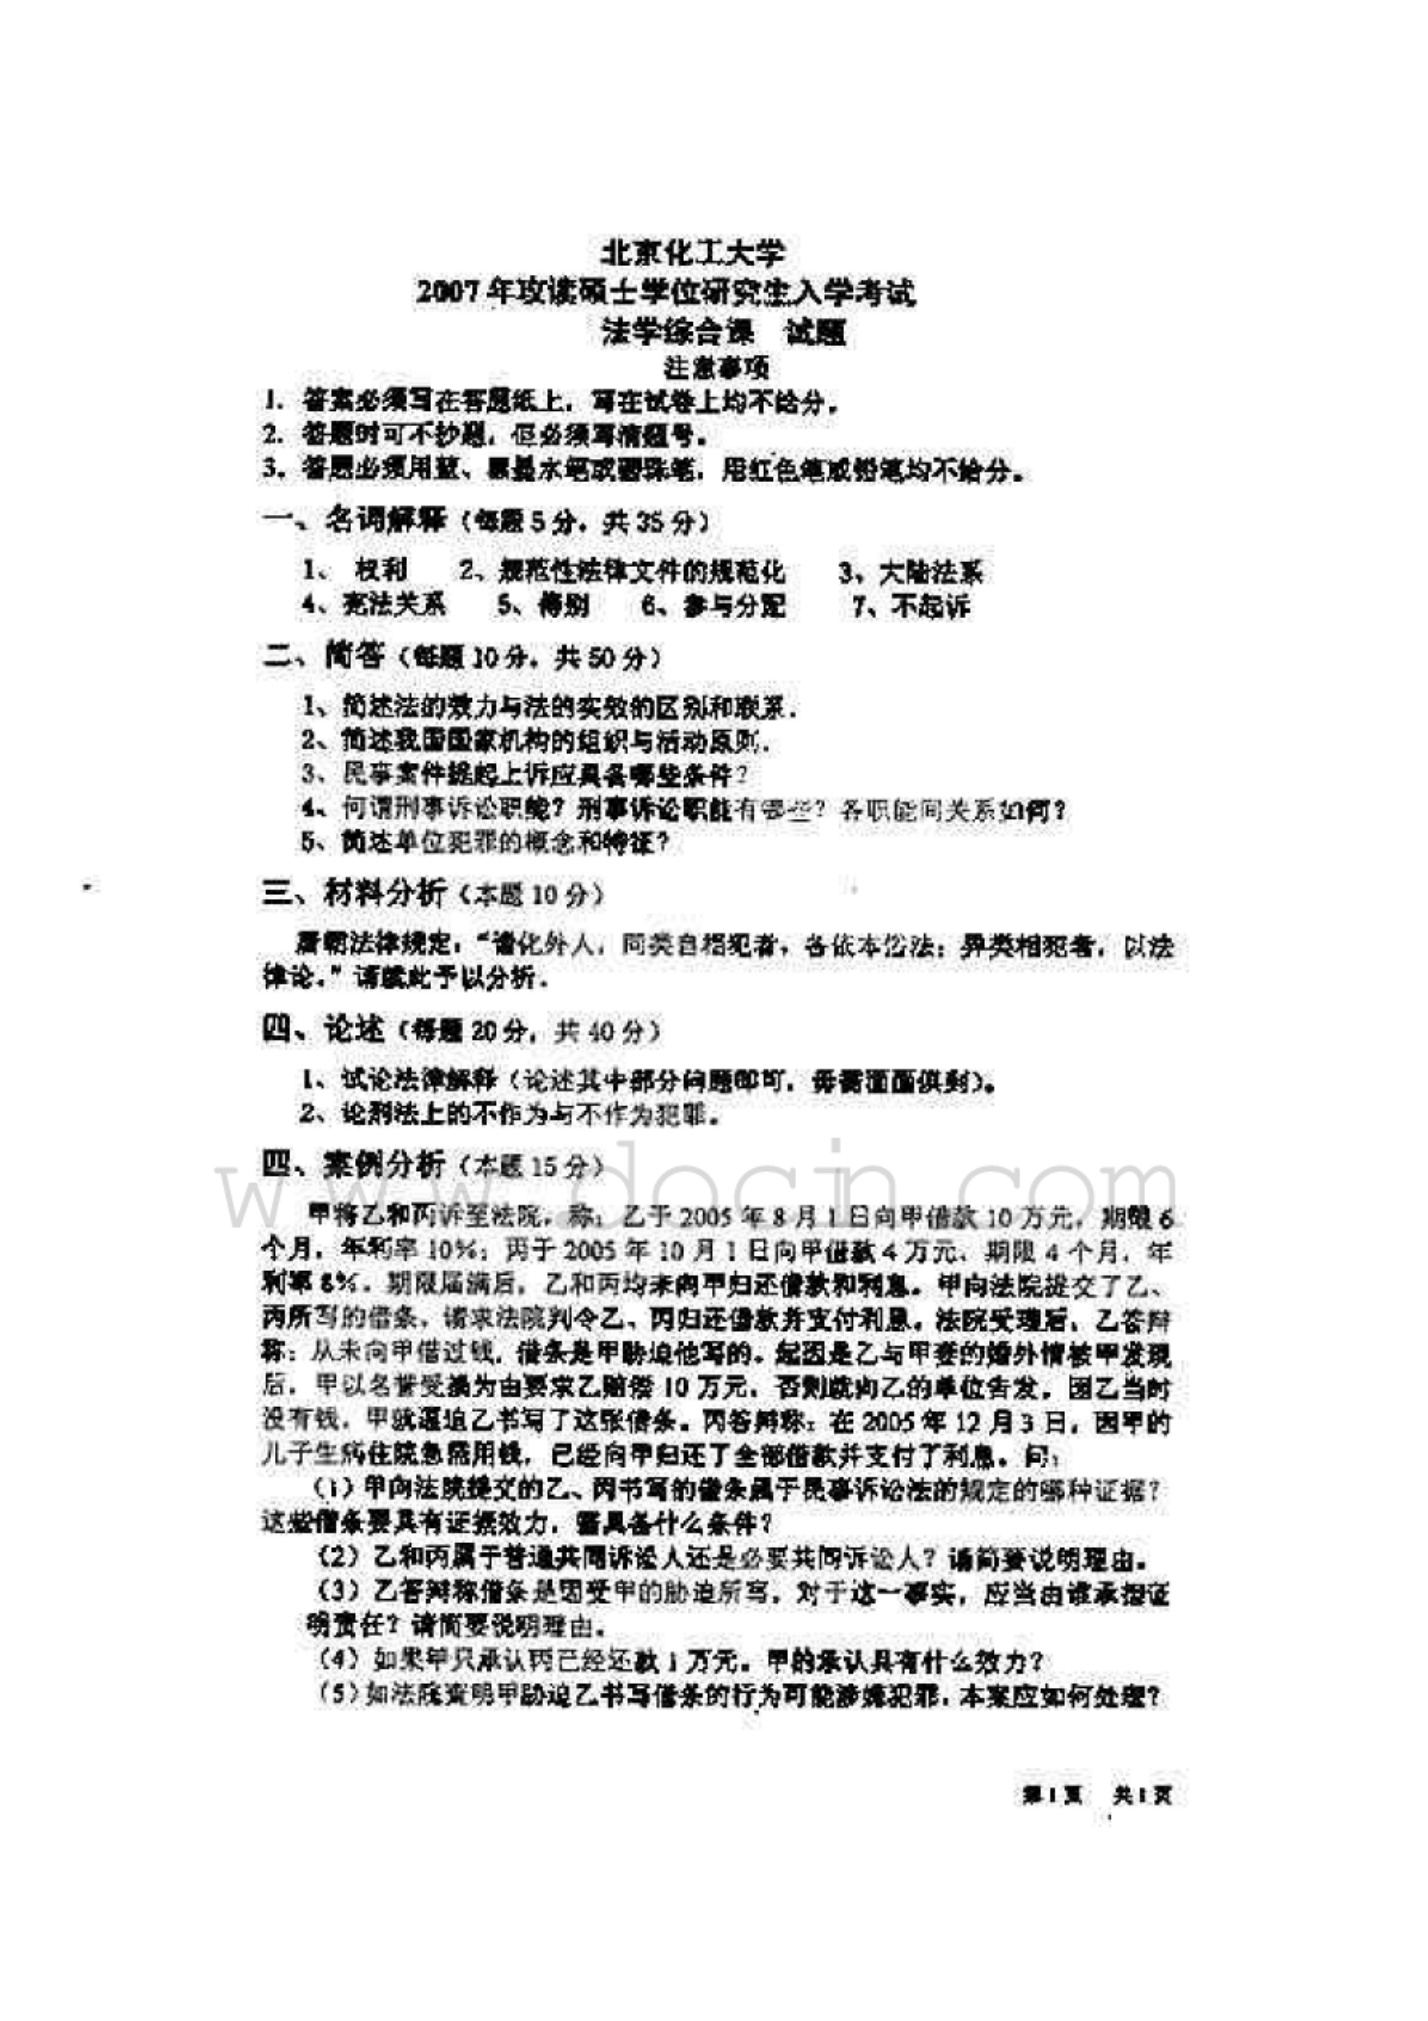 北京化工大学
2007年攻读硕士学位研究生入学考试
法学综合课 试题
注意事项
1. 答案必须写在答题纸上，写在试卷上均不给分。
2. 答题时可不抄题，但必须写清题号。
3. 答题必须用蓝、黑墨水笔或圆珠笔，用红色笔或铅笔均不给分。
一、名词解释（每题5分，共35分）
1、 权利 2、规范性法律文件的规范化 3、大陆法系
4、宪法关系 5、 6、参与分配 7、不起诉
二、简答（每题10分，共50分）
1、简述法的效力与法的实效的区别和联系.
2、简述我国国家机构的组织与活动原则.
3、民事案件提起上诉应具备哪些条件？
4、何谓刑事诉讼职能？刑事诉讼职能有哪些？各职能间关系如何？
5、简述单位犯罪的概念和特征？
三、材料分析（本题10分）
唐朝法律规定：“诸化外人，同类自相犯者，各依本俗法；异类相犯者，以法
律论。”请就此予以分析.
四、论述（每题20分，共40分）
1、试论法律解释（论述其中部分问题即可，毋需面面俱到）。
2、论刑法上的不作为与不作为犯罪.
四、案例分析（本题15分）
甲将乙和丙诉至法院，称：乙于2005年8月1日向甲借款10万元，期限6
个月，年利率10%；丙于2005年10月1日向甲借款4万元、期限4个月，年
利率8%。期限届满后，乙和丙均未向甲归还借款和利息。甲向法院提交了乙、
丙所写的借条，请求法院判令乙、丙归还借款并支付利息。法院受理后，乙答辩
称：从未向甲借过钱，借条是甲胁迫他写的。起因是乙与甲妻的婚外情被甲发现
后，甲以名誉受损为由要求乙赔偿10万元，否则就向乙的单位告发，因乙当时
没有钱，甲就逼迫乙书写了这张借条。丙答辩称：在2005年12月3日，因甲的
儿子生病住院急需用钱，已经向甲归还了全部借款并支付了利息。问：
（1）甲向法院提交的乙、丙书写的借条属于民事诉讼法的规定的哪种证据？
这些借条要具有证据效力，需具备什么条件？
（2）乙和丙属于普通共同诉讼人还是必要共同诉讼人？请简要说明理由。
（3）乙答辩称借条是因受甲的胁迫所写，对于这一事实，应当由谁承担证
明责任？请简要说明理由。
（4）如果甲只承认丙已经还款1万元。甲的承认具有什么效力？
（5）如法院查明甲胁迫乙书写借条的行为可能涉嫌犯罪，本案应如何处理？
www.docin.com
第1页 共1页